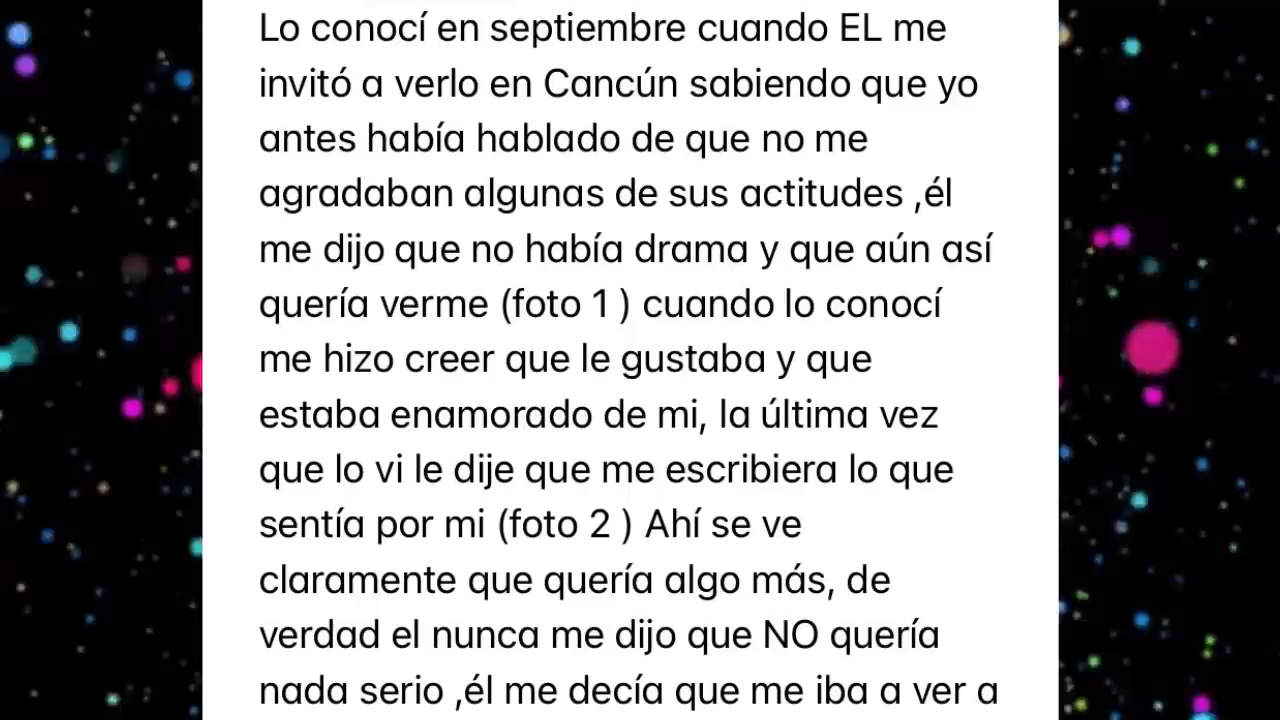 Lo conocí en septiembre cuando EL me
invitó a verlo en Cancún sabiendo que yo
antes había hablado de que no me
agradaban algunas de sus actitudes ,él
me dijo que no había drama y que aún así
quería verme (foto 1 ) cuando lo conocí
me hizo creer que le gustaba y que
estaba enamorado de mi, la última vez
que lo vi le dije que me escribiera lo que
sentía por mi (foto 2 ) Ahí se ve
claramente que quería algo más, de
verdad el nunca me dijo que NO quería
nada serio ,él me decía que me iba a ver a